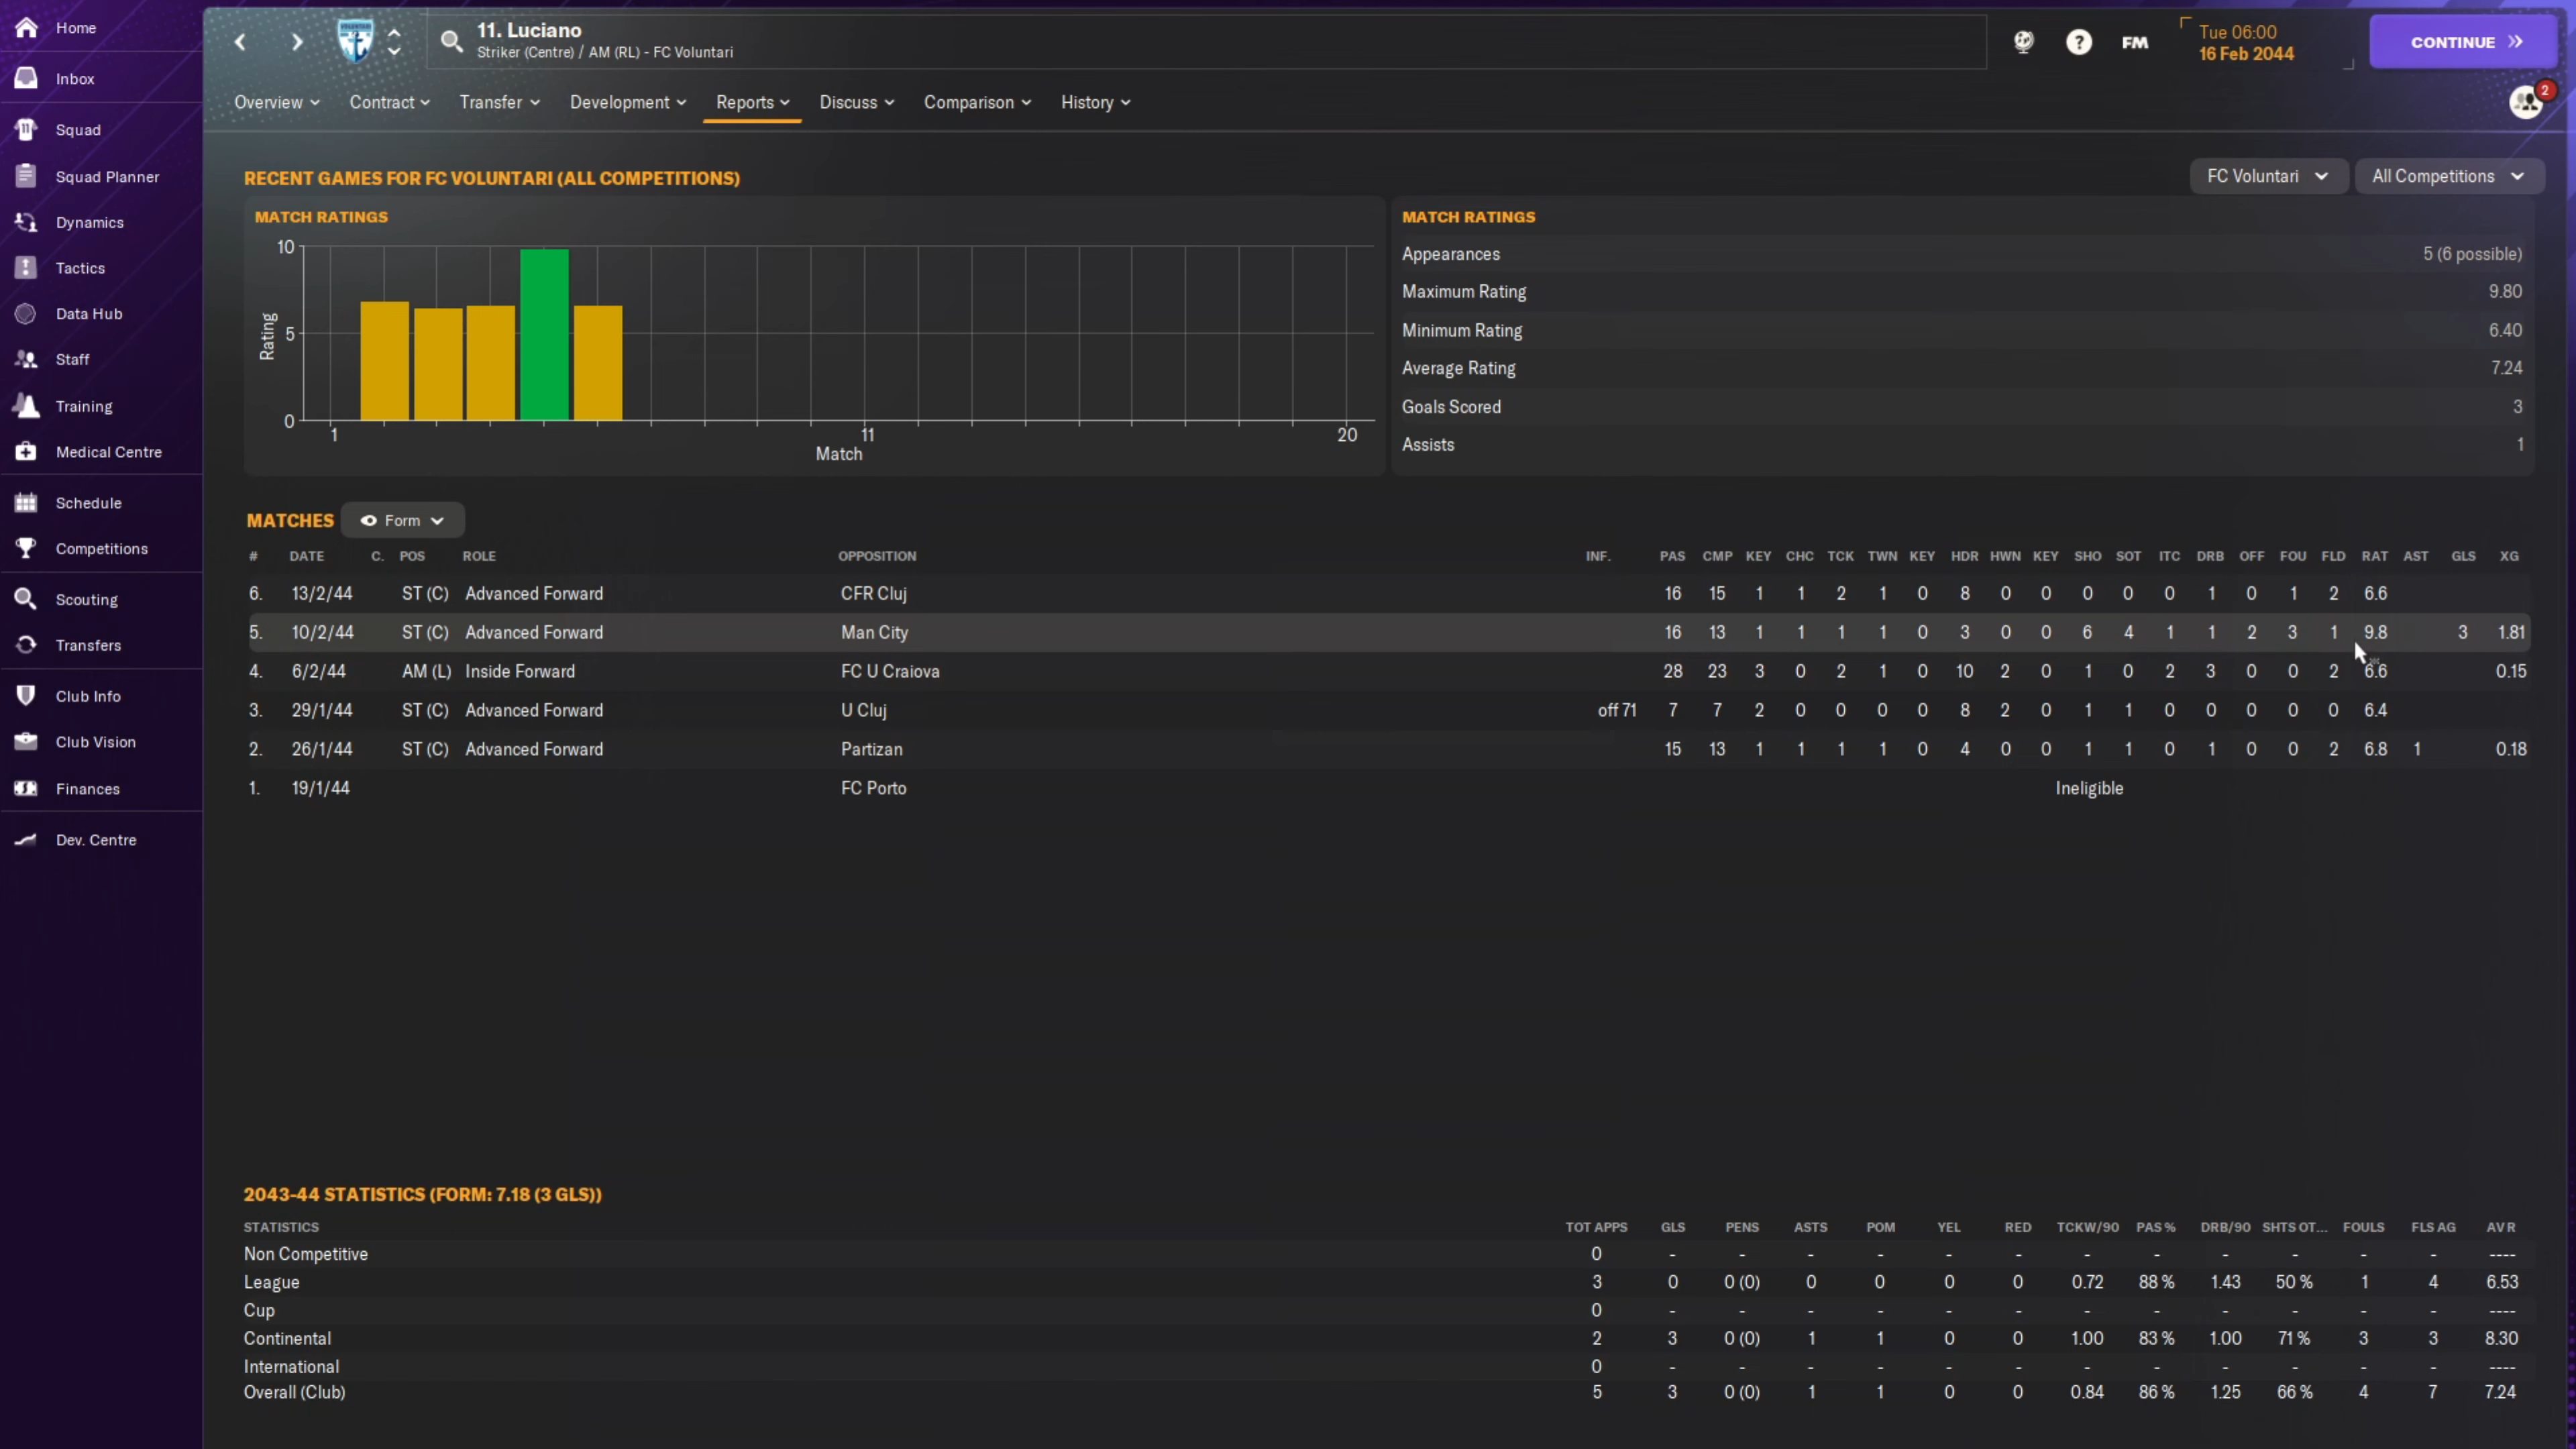 Home
Inbox
Squad
Squad Planner
Dynamics
Tactics
Data Hub
Staff
Training
Medical Centre
Schedule
Competitions
Scouting
Transfers
Club Info
Club Vision
Finances
Dev. Centre
11. Luciano
Striker (Centre) / AM (RL) - FC Voluntari
?
FM
Tue 06:00
16 Feb 2044
CONTINUE
2
Overview Contract Transfer Development Reports Discuss Comparison History
RECENT GAMES FOR FC VOLUNTARI (ALL COMPETITIONS)
FC Voluntari All Competitions
MATCH RATINGS
10
5
0
Rating
1 11 20
Match
MATCH RATINGS
Appearances 5 (6 possible)
Maximum Rating 9.80
Minimum Rating 6.40
Average Rating 7.24
Goals Scored 3
Assists 1
MATCHES Form
# DATE C. POS ROLE OPPOSITION INF. PAS CMP KEY CHC TCK TWN KEY HDR HWN KEY SHO SOT ITC DRB OFF FOU FLD RAT AST GLS XG
6. 13/2/44 ST (C) Advanced Forward CFR Cluj 16 15 1 1 2 1 0 8 0 0 0 0 0 1 0 1 2 6.6
5. 10/2/44 ST (C) Advanced Forward Man City 16 13 1 1 1 1 0 3 0 0 6 4 1 1 2 3 1 9.8 3 1.81
4. 6/2/44 AM (L) Inside Forward FC U Craiova 28 23 3 0 2 1 0 10 2 0 1 0 2 3 0 0 2 6.6 0.15
3. 29/1/44 ST (C) Advanced Forward U Cluj off 71 7 7 2 0 0 0 0 8 2 0 1 1 0 0 0 0 0 6.4
2. 26/1/44 ST (C) Advanced Forward Partizan 15 13 1 1 1 1 0 4 0 0 1 1 0 1 0 0 2 6.8 1 0.18
1. 19/1/44 FC Porto Ineligible
2043-44 STATISTICS (FORM: 7.18 (3 GLS))
STATISTICS TOT APPS GLS PENS ASTS POM YEL RED TCKW/90 PAS % DRB/90 SHTS OT... FOULS FLS AG AV R
Non Competitive 0 - - - - - - - - - - - - ----
League 3 0 0 (0) 0 0 0 0 0.72 88 % 1.43 50 % 1 4 6.53
Cup 0 - - - - - - - - - - - - ----
Continental 2 3 0 (0) 1 1 0 0 1.00 83 % 1.00 71 % 3 3 8.30
International 0 - - - - - - - - - - - - ----
Overall (Club) 5 3 0 (0) 1 1 0 0 0.84 86 % 1.25 66 % 4 7 7.24